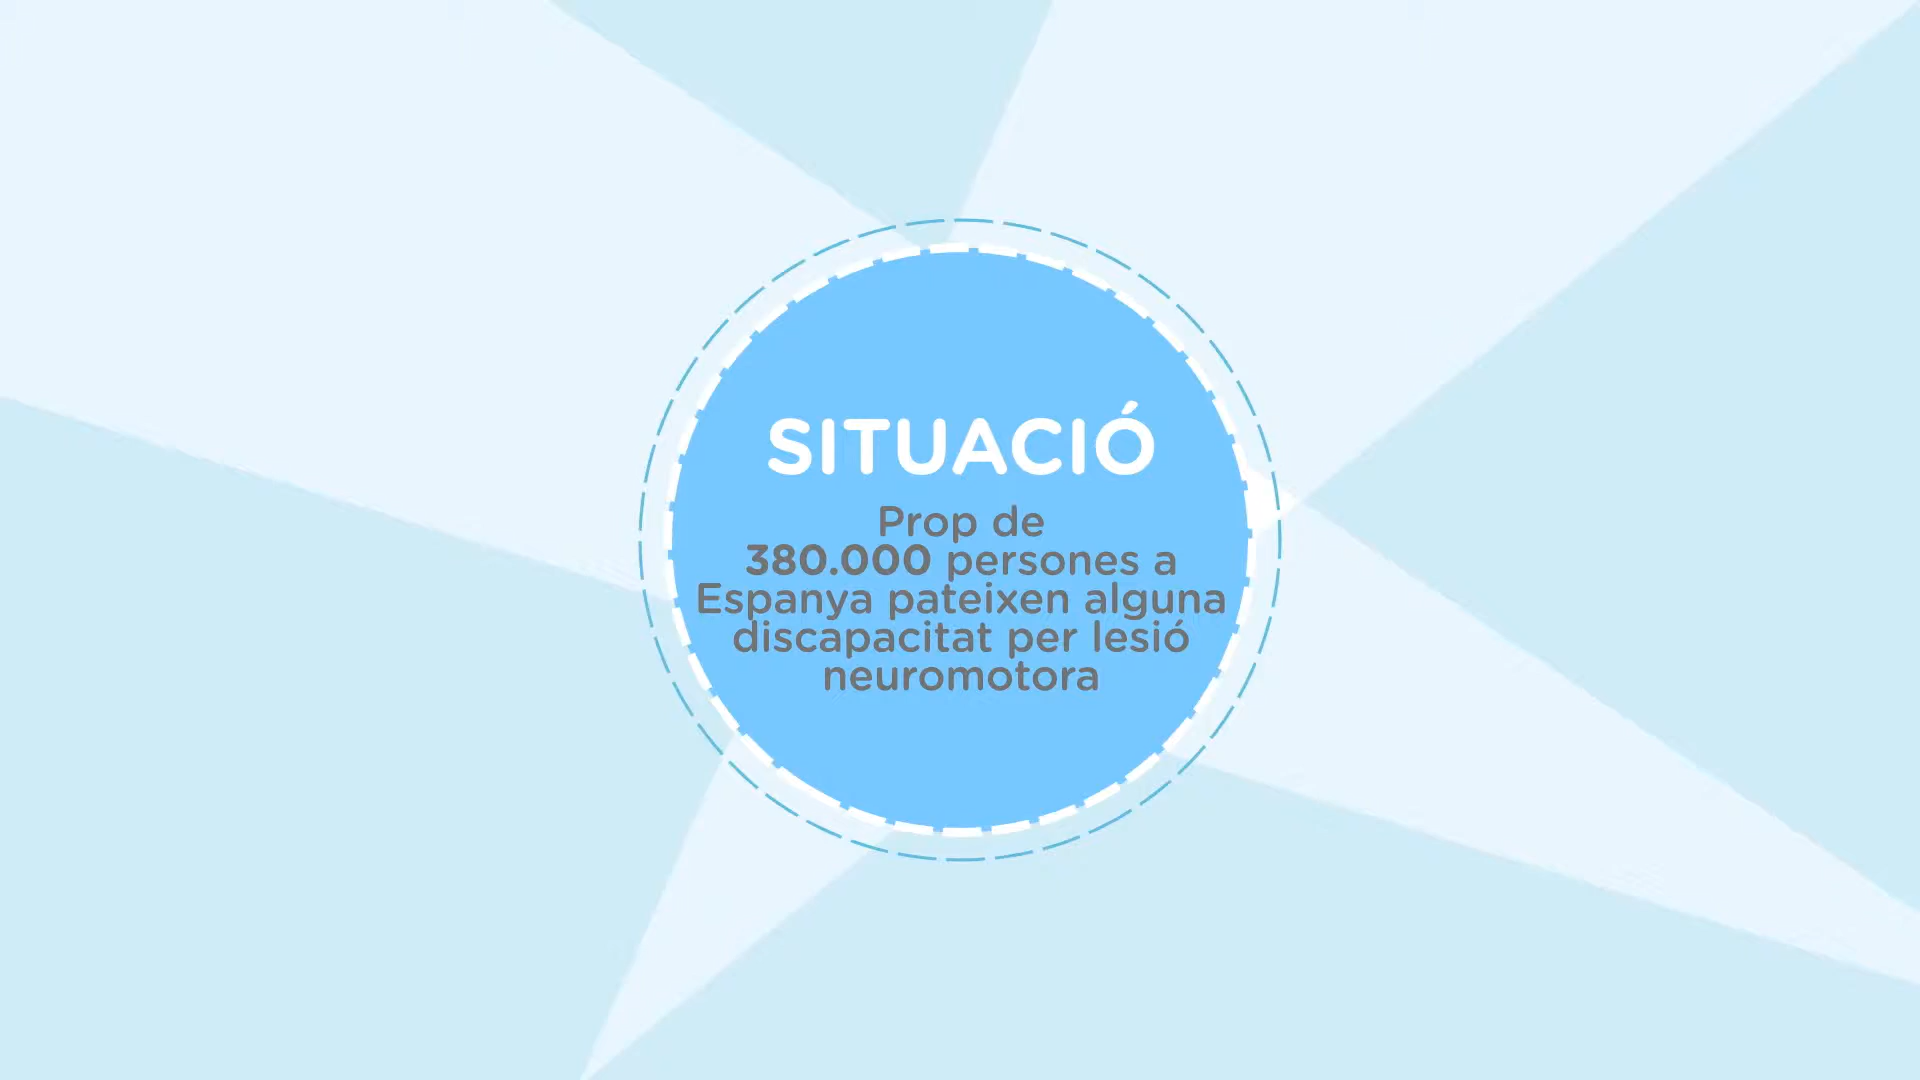 SITUACIÓ
Prop de
380.000 persones a
Espanya pateixen alguna
discapacitat per lesió
neuromotora